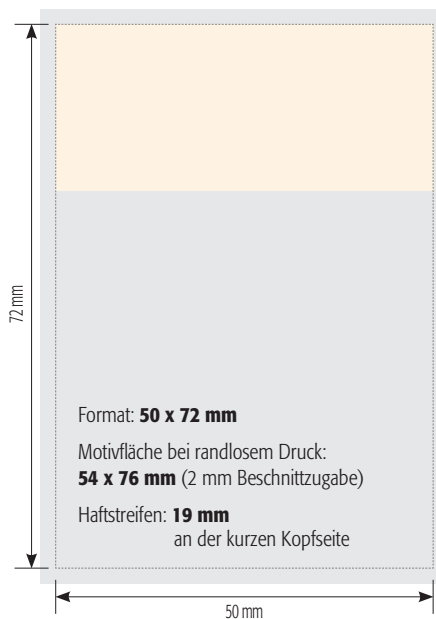 72 mm
Format: 50 x 72 mm
Motivfläche bei randlosem Druck:
54 x 76 mm (2 mm Beschnittzugabe)
Haftstreifen: 19 mm
an der kurzen Kopfseite
50 mm